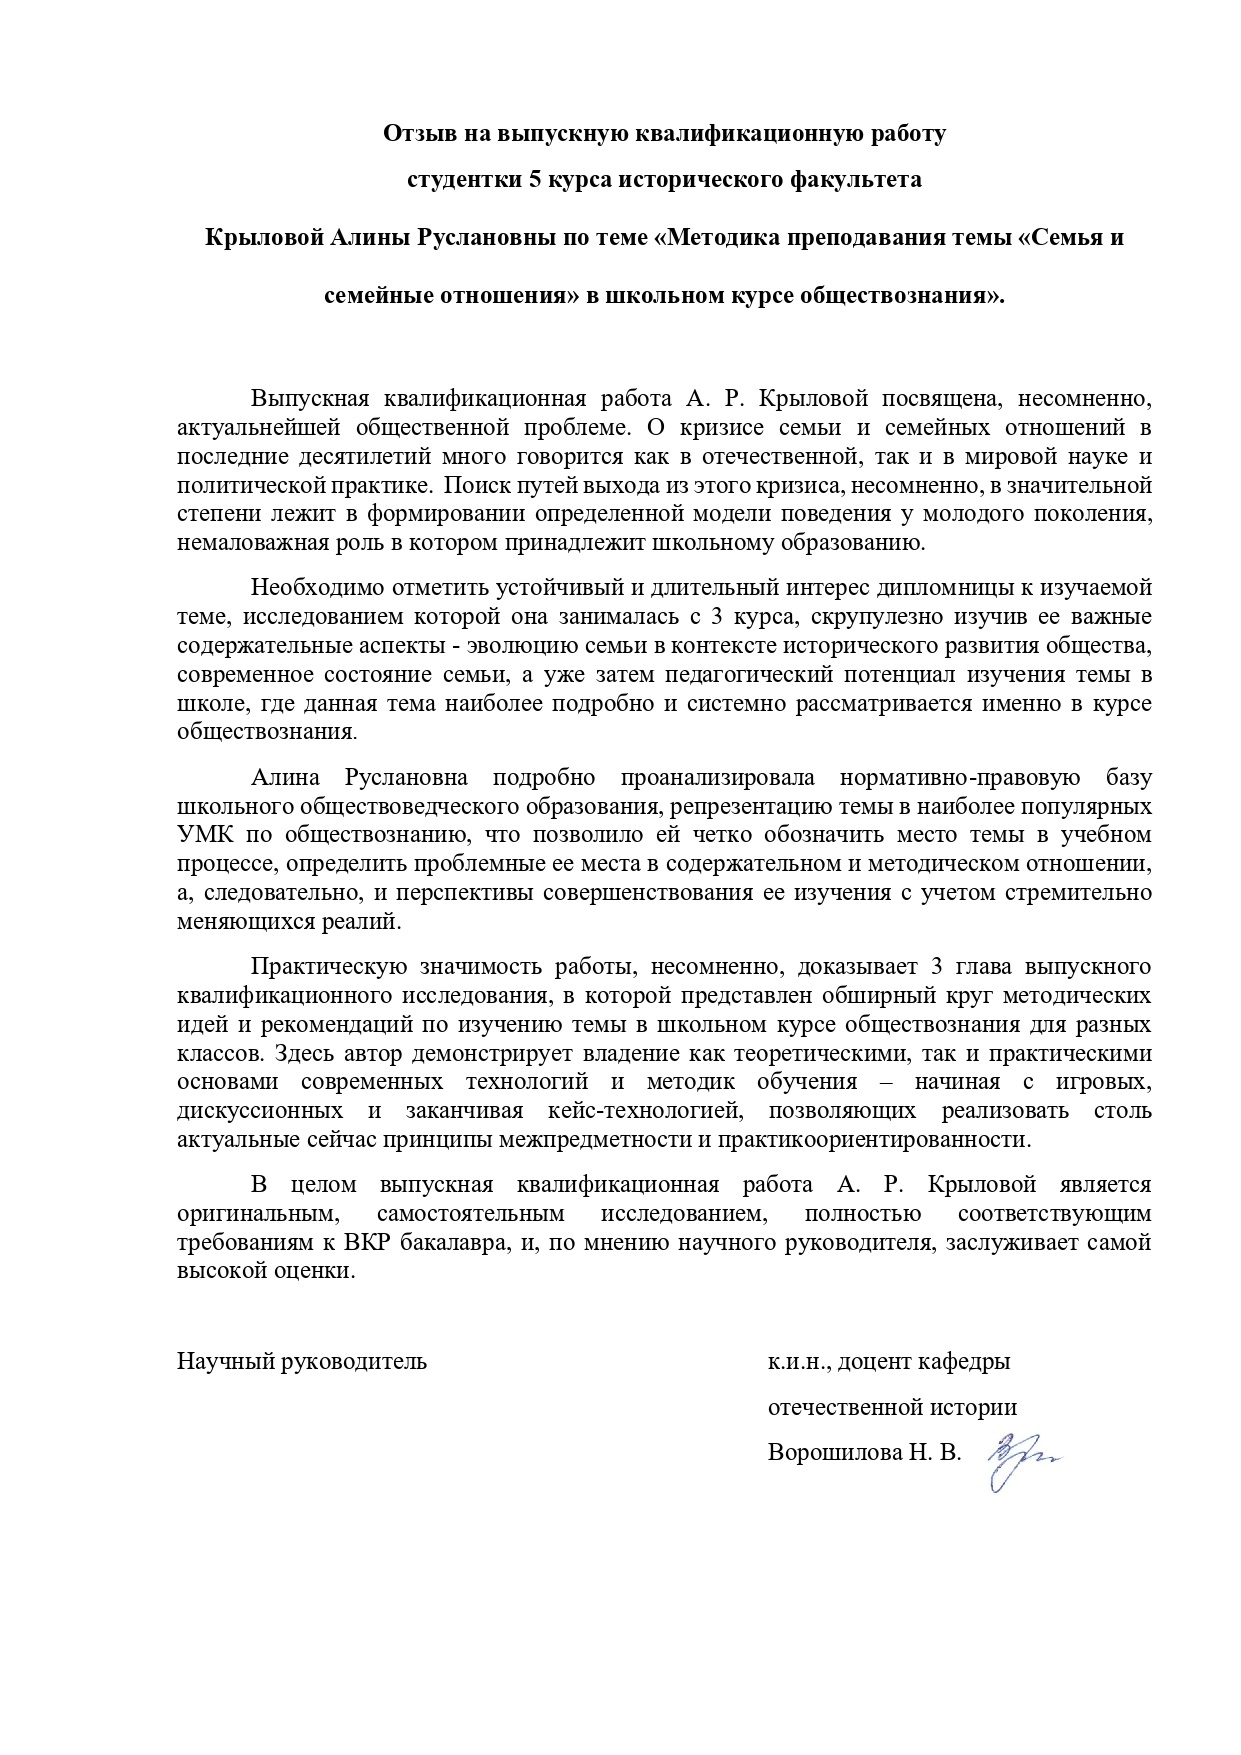 Отзыв на выпускную квалификационную работу
студентки 5 курса исторического факультета
Крыловой Алины Руслановны по теме «Методика преподавания темы «Семья и
семейные отношения» в школьном курсе обществознания».
Выпускная квалификационная работа А. Р. Крыловой посвящена, несомненно,
актуальнейшей общественной проблеме. О кризисе семьи и семейных отношений в
последние десятилетий много говорится как в отечественной, так и в мировой науке и
политической практике. Поиск путей выхода из этого кризиса, несомненно, в значительной
степени лежит в формировании определенной модели поведения у молодого поколения,
немаловажная роль в котором принадлежит школьному образованию.
Необходимо отметить устойчивый и длительный интерес дипломницы к изучаемой
теме, исследованием которой она занималась с 3 курса, скрупулезно изучив ее важные
содержательные аспекты - эволюцию семьи в контексте исторического развития общества,
современное состояние семьи, а уже затем педагогический потенциал изучения темы в
школе, где данная тема наиболее подробно и системно рассматривается именно в курсе
обществознания.
Алина Руслановна подробно проанализировала нормативно-правовую базу
школьного обществоведческого образования, репрезентацию темы в наиболее популярных
УМК по обществознанию, что позволило ей четко обозначить место темы в учебном
процессе, определить проблемные ее места в содержательном и методическом отношении,
а, следовательно, и перспективы совершенствования ее изучения с учетом стремительно
меняющихся реалий.
Практическую значимость работы, несомненно, доказывает 3 глава выпускного
квалификационного исследования, в которой представлен обширный круг методических
идей и рекомендаций по изучению темы в школьном курсе обществознания для разных
классов. Здесь автор демонстрирует владение как теоретическими, так и практическими
основами современных технологий и методик обучения – начиная с игровых,
дискуссионных и заканчивая кейс-технологией, позволяющих реализовать столь
актуальные сейчас принципы межпредметности и практикоориентированности.
В целом выпускная квалификационная работа А. Р. Крыловой является
оригинальным, самостоятельным исследованием, полностью соответствующим
требованиям к ВКР бакалавра, и, по мнению научного руководителя, заслуживает самой
высокой оценки.
Научный руководитель к.и.н., доцент кафедры
отечественной истории
Ворошилова Н. В.